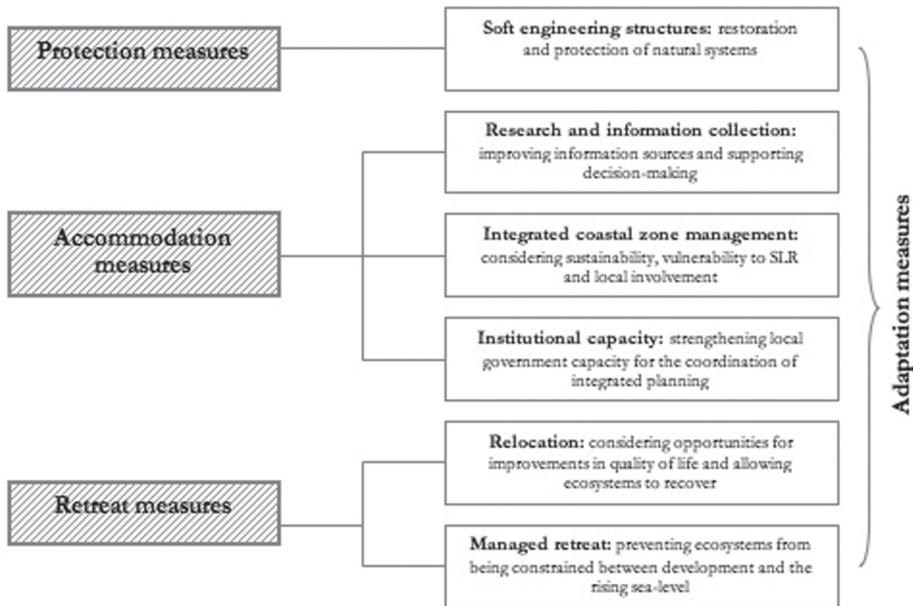 Protection measures
Soft engineering structures: restoration
and protection of natural systems
Accommodation
measures
Research and information collection:
improving information sources and supporting
decision-making
Integrated coastal zone management:
considering sustainability, vulnerability to SLR
and local involvement
Institutional capacity: strengthening local
government capacity for the coordination of
integrated planning
Retreat measures
Relocation: considering opportunities for
improvements in quality of life and allowing
ecosystems to recover
Managed retreat: preventing ecosystems from
being constrained between development and the
rising sea-level
Adaptation measures